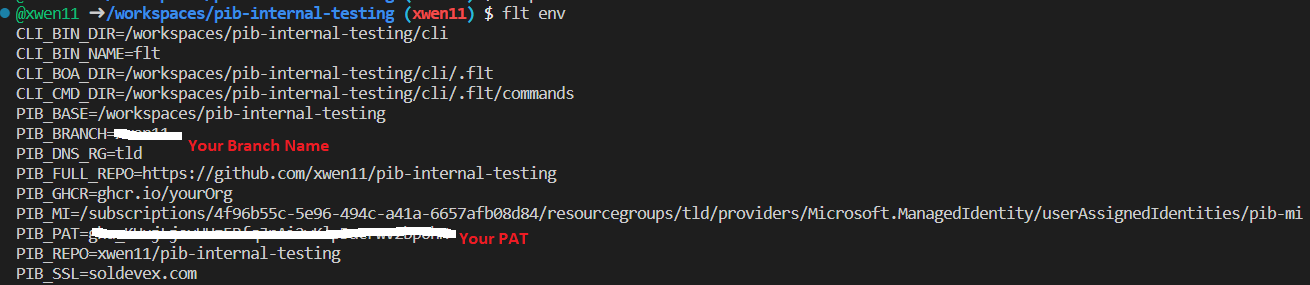 @xwen11 ➜/workspaces/pib-internal-testing (xwen11) $ flt env
CLI_BIN_DIR=/workspaces/pib-internal-testing/cli
CLI_BIN_NAME=flt
CLI_BOA_DIR=/workspaces/pib-internal-testing/cli/.flt
CLI_CMD_DIR=/workspaces/pib-internal-testing/cli/.flt/commands
PIB_BASE=/workspaces/pib-internal-testing
PIB_BRANCH= Your Branch Name
PIB_DNS_RG=tld
PIB_FULL_REPO=https://github.com/xwen11/pib-internal-testing
PIB_GHCR=ghcr.io/yourOrg
PIB_MI=/subscriptions/4f96b55c-5e96-494c-a41a-6657afb08d84/resourcegroups/tld/providers/Microsoft.ManagedIdentity/userAssignedIdentities/pib-mi
PIB_PAT= Your PAT
PIB_REPO=xwen11/pib-internal-testing
PIB_SSL=soldevex.com